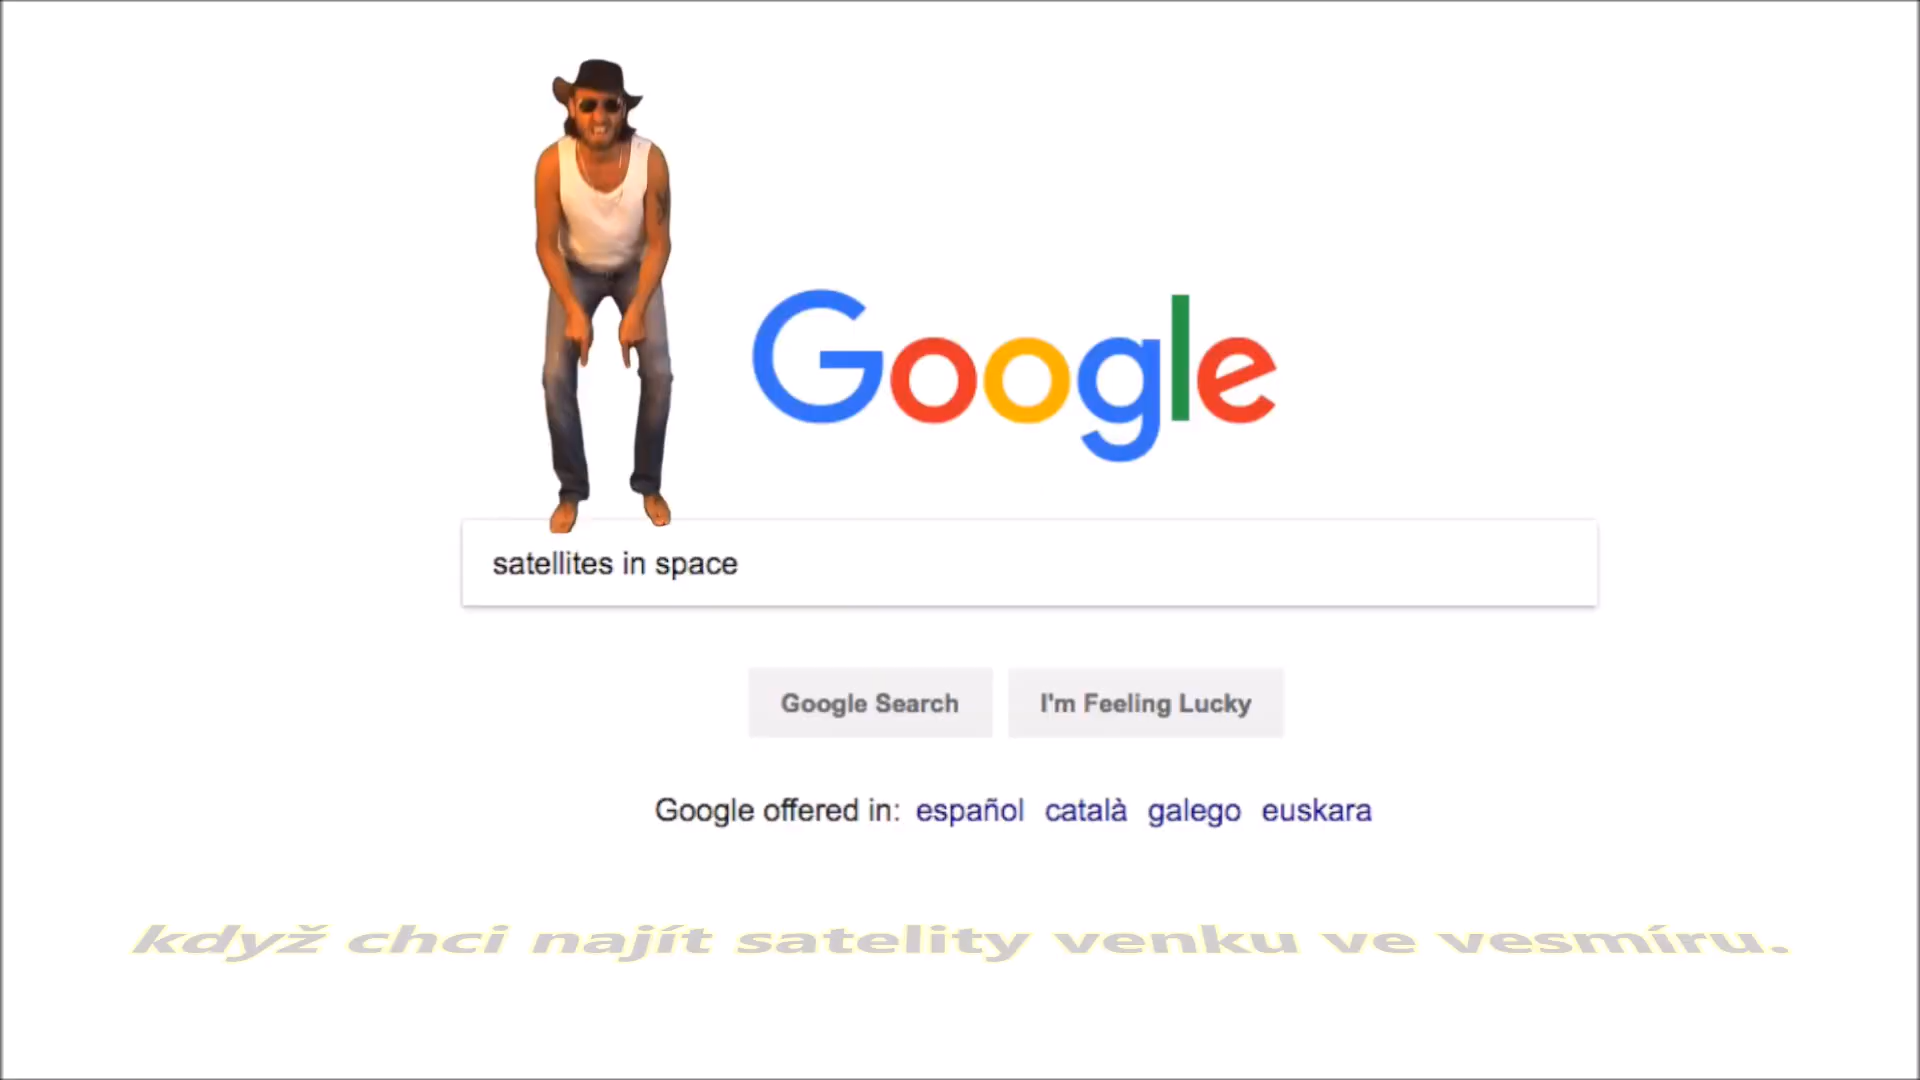 Google
satellites in space
Google Search
I'm Feeling Lucky
Google offered in: español català galego euskara
když chci najít satelity venku ve vesmíru.